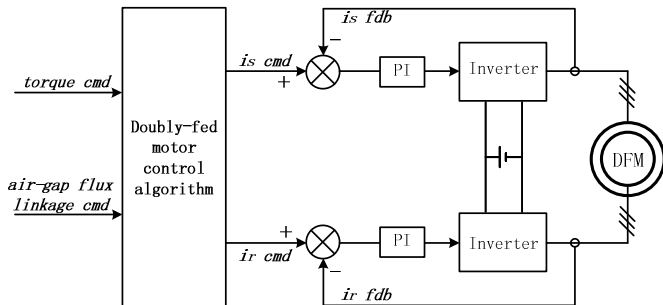 is fdb
−
is cmd
+
PI
Inverter
torque cmd
Doubly-fed
motor
control
algorithm
DFM
air-gap flux
linkage cmd
+
PI
Inverter
ir cmd
−
ir fdb